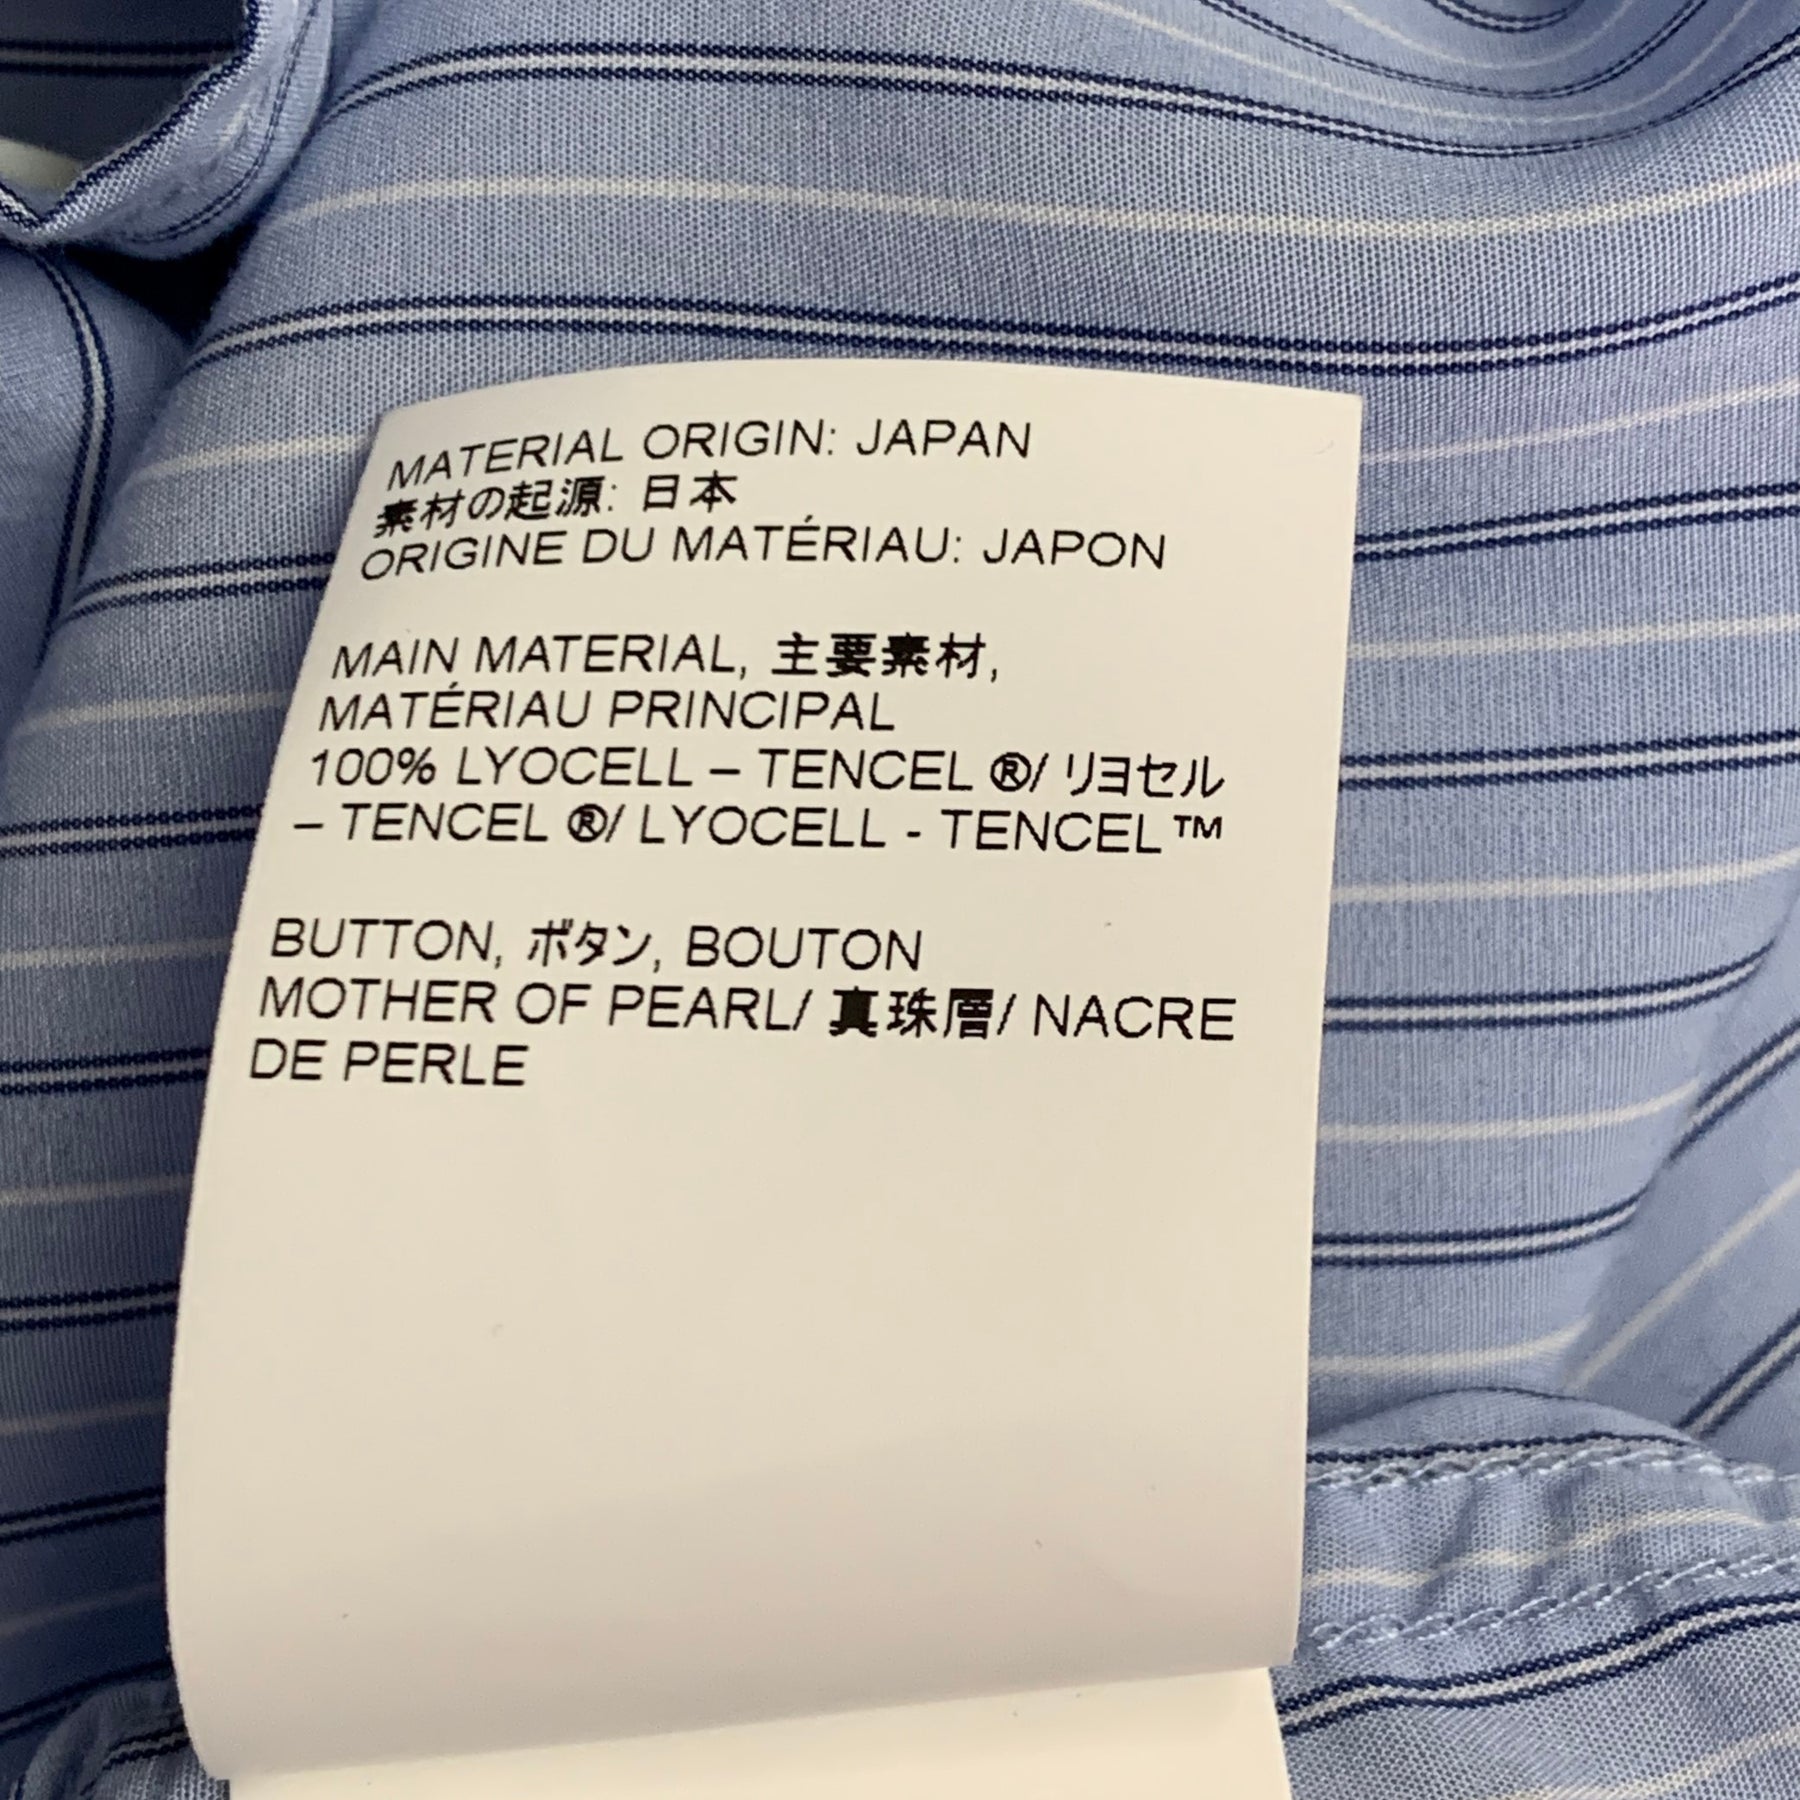 MATERIAL ORIGIN: JAPAN
素材の起源: 日本
ORIGINE DU MATÉRIAU: JAPON
MAIN MATERIAL, 主要素材,
MATÉRIAU PRINCIPAL
100% LYOCELL – TENCEL ®/ リヨセル
– TENCEL ®/ LYOCELL - TENCEL™
BUTTON, ボタン, BOUTON
MOTHER OF PEARL/ 真珠層/ NACRE
DE PERLE